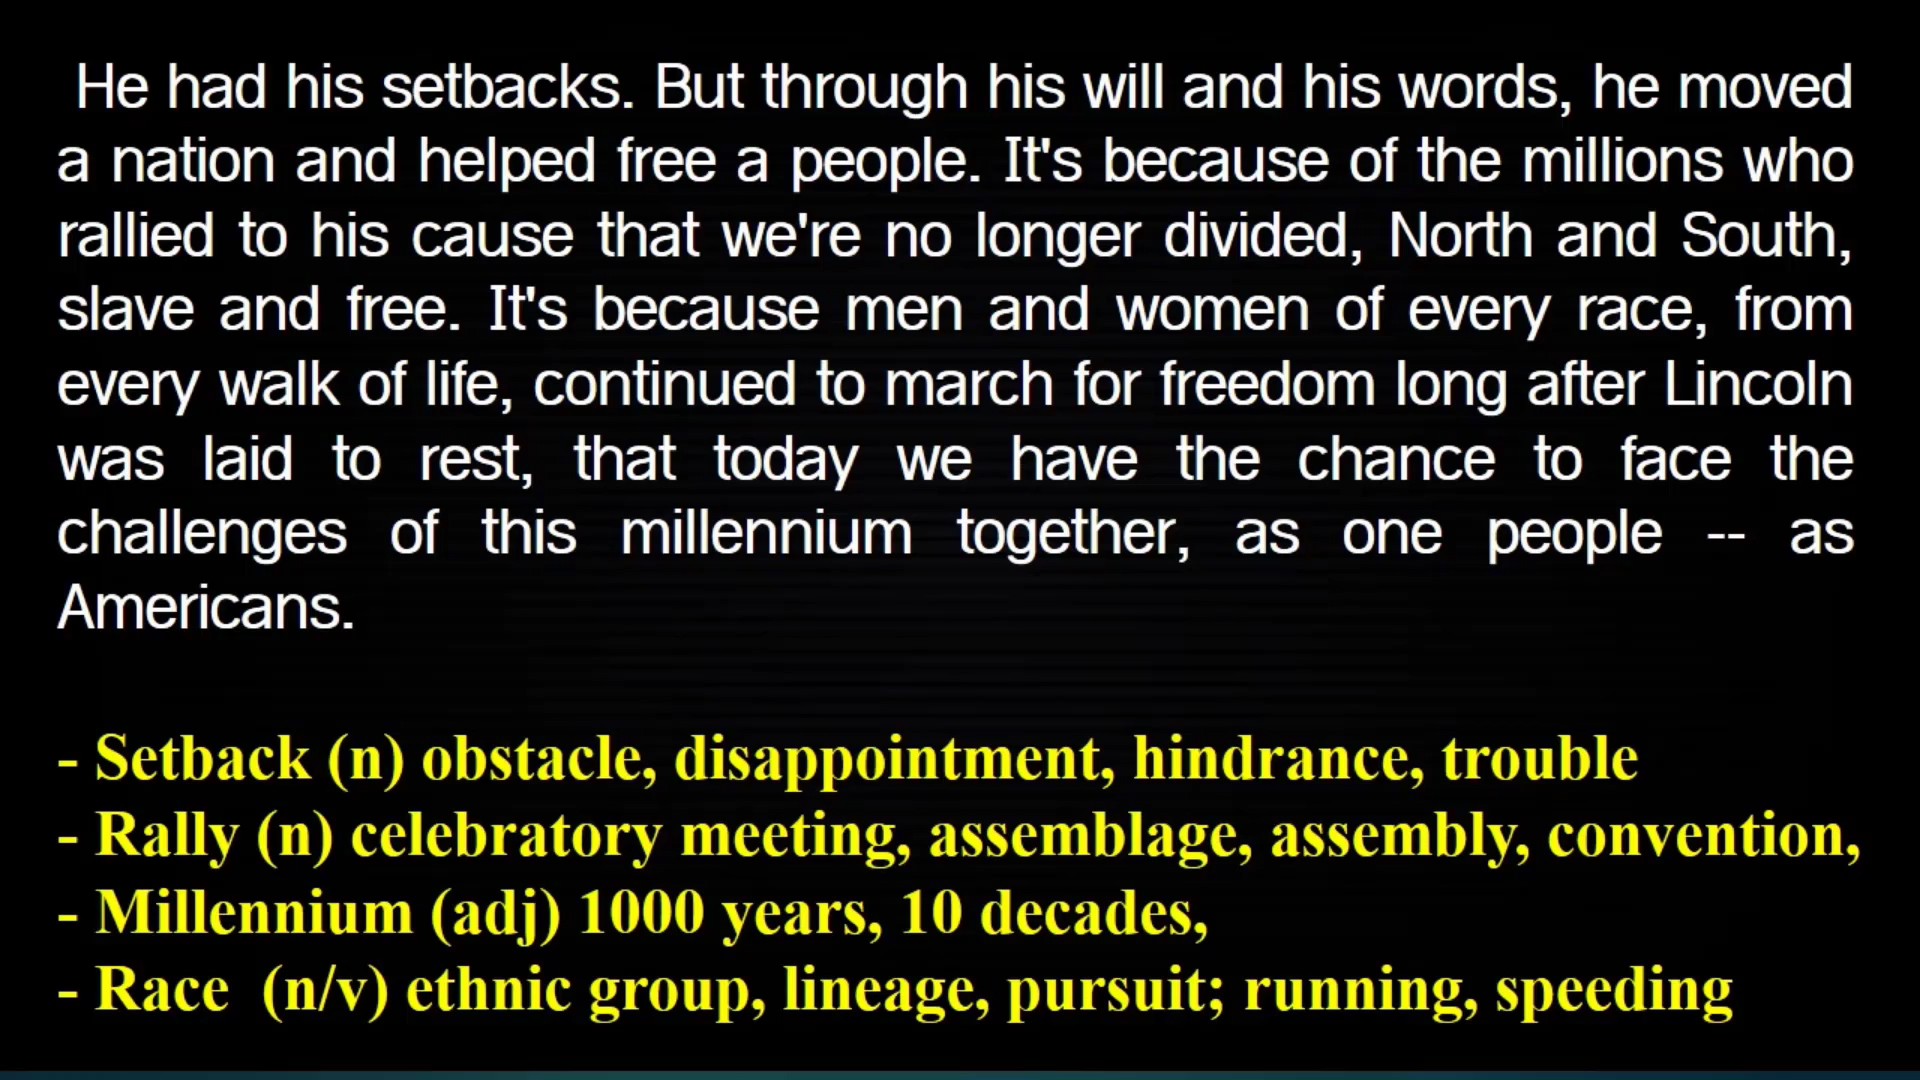 He had his setbacks. But through his will and his words, he moved
a nation and helped free a people. It's because of the millions who
rallied to his cause that we're no longer divided, North and South,
slave and free. It's because men and women of every race, from
every walk of life, continued to march for freedom long after Lincoln
was laid to rest, that today we have the chance to face the
challenges of this millennium together, as one people -- as
Americans.
- Setback (n) obstacle, disappointment, hindrance, trouble
- Rally (n) celebratory meeting, assemblage, assembly, convention,
- Millennium (adj) 1000 years, 10 decades,
- Race (n/v) ethnic group, lineage, pursuit; running, speeding